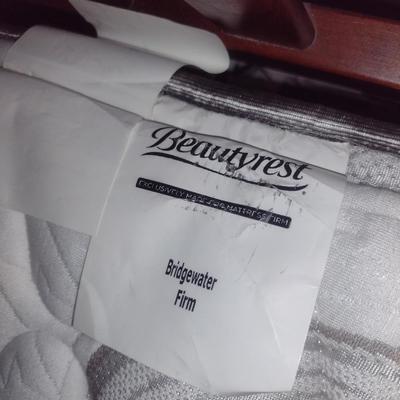 Beautyrest
EXCLUSIVELY MADE FOR MATTRESS FIRM
Bridgewater
Firm